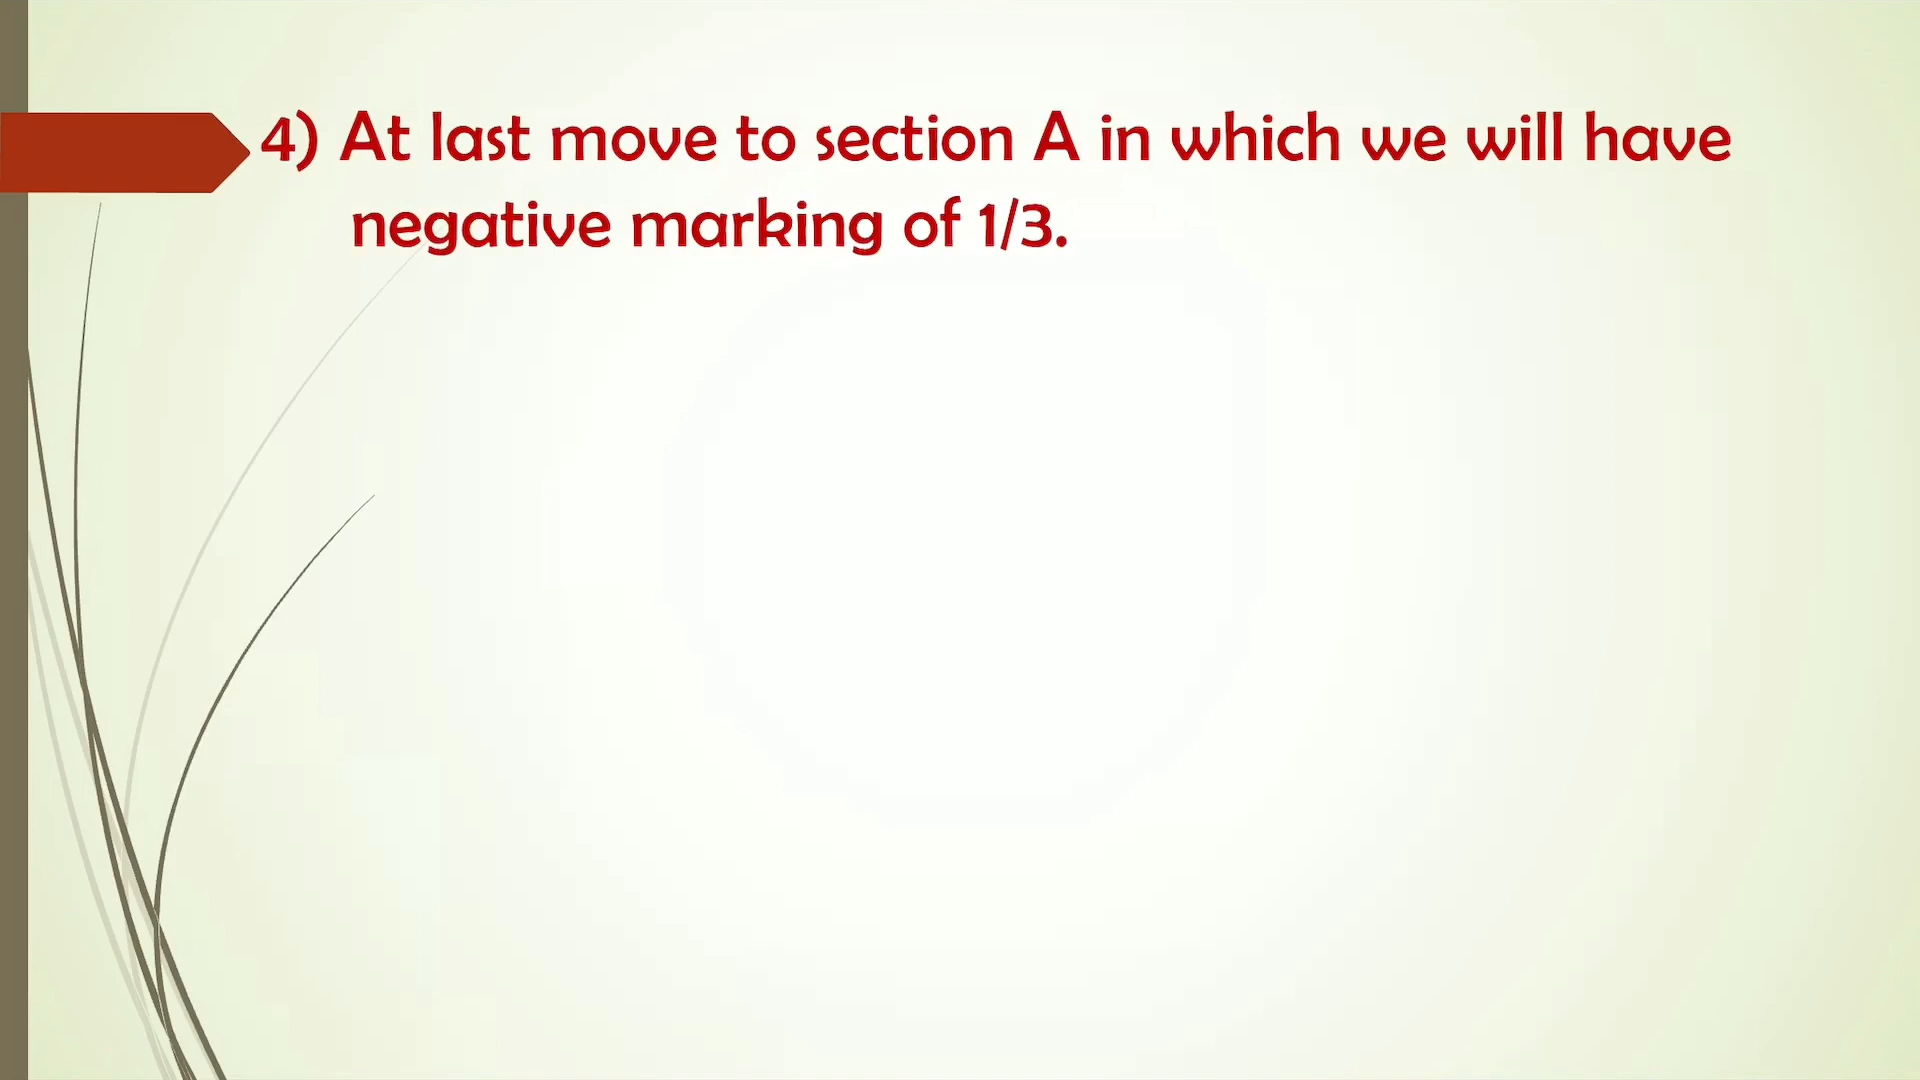 4) At last move to section A in which we will have
negative marking of 1/3.